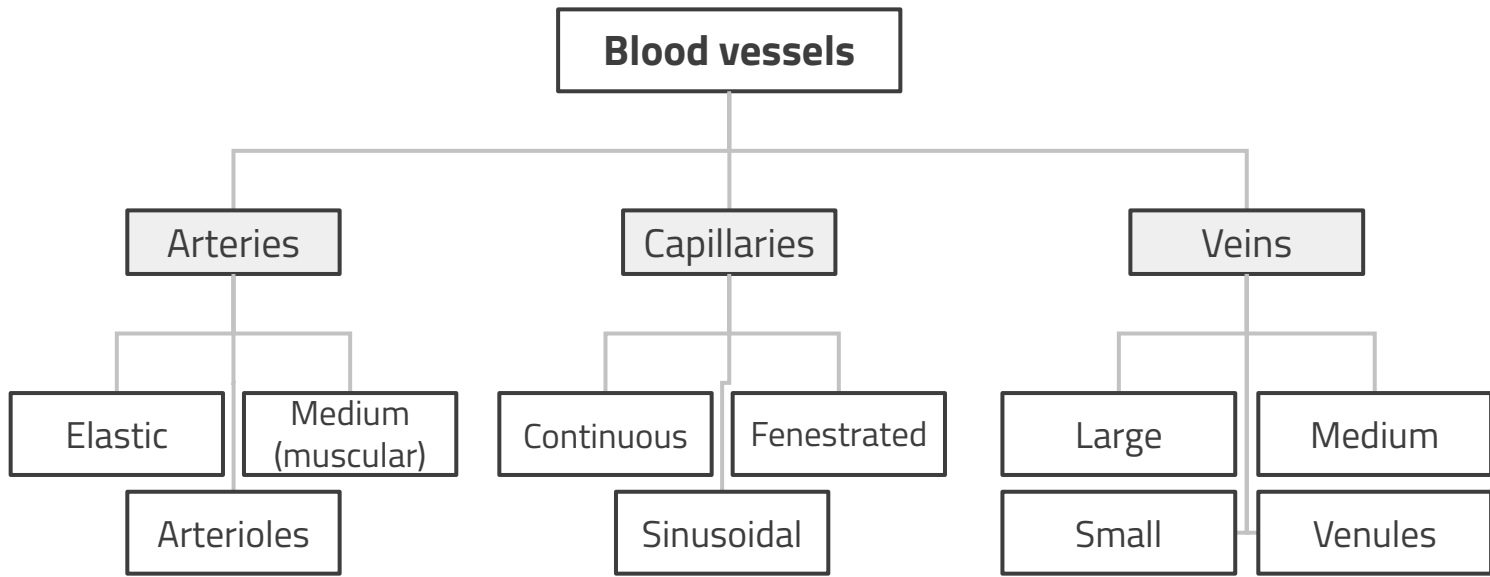 Blood vessels
Arteries
Capillaries
Veins
Elastic
Medium
(muscular)
Arterioles
Continuous
Fenestrated
Sinusoidal
Large
Medium
Small
Venules